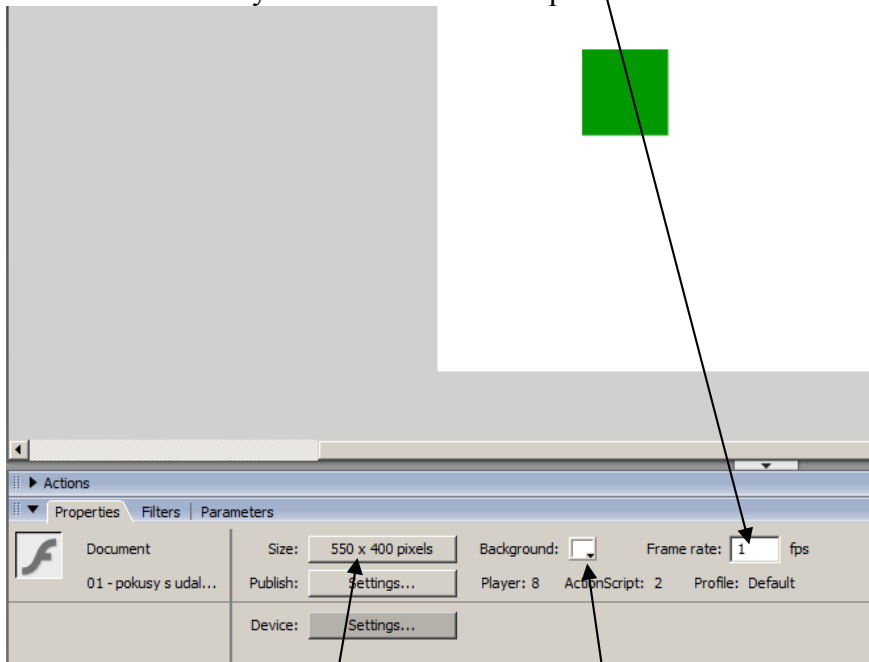 Actions
Properties Filters Parameters
Document Size: 550 x 400 pixels Background: Frame rate: 1 fps
01 - pokusy s udal... Publish: Settings... Player: 8 ActionScript: 2 Profile: Default
Device: Settings...